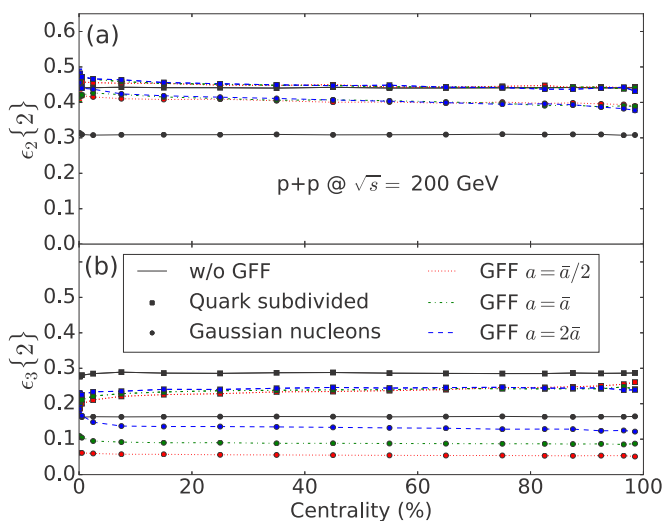 (a)
0.6
0.5
0.4
0.3
0.2
0.1
0.0
ϵ₂{2}
p+p @ √s = 200 GeV
(b)
w/o GFF
Quark subdivided
Gaussian nucleons
GFF a = ā/2
GFF a = ā
GFF a = 2ā
0.6
0.5
0.4
0.3
0.2
0.1
0.0
ϵ₃{2}
0 20 40 60 80 100
Centrality (%)